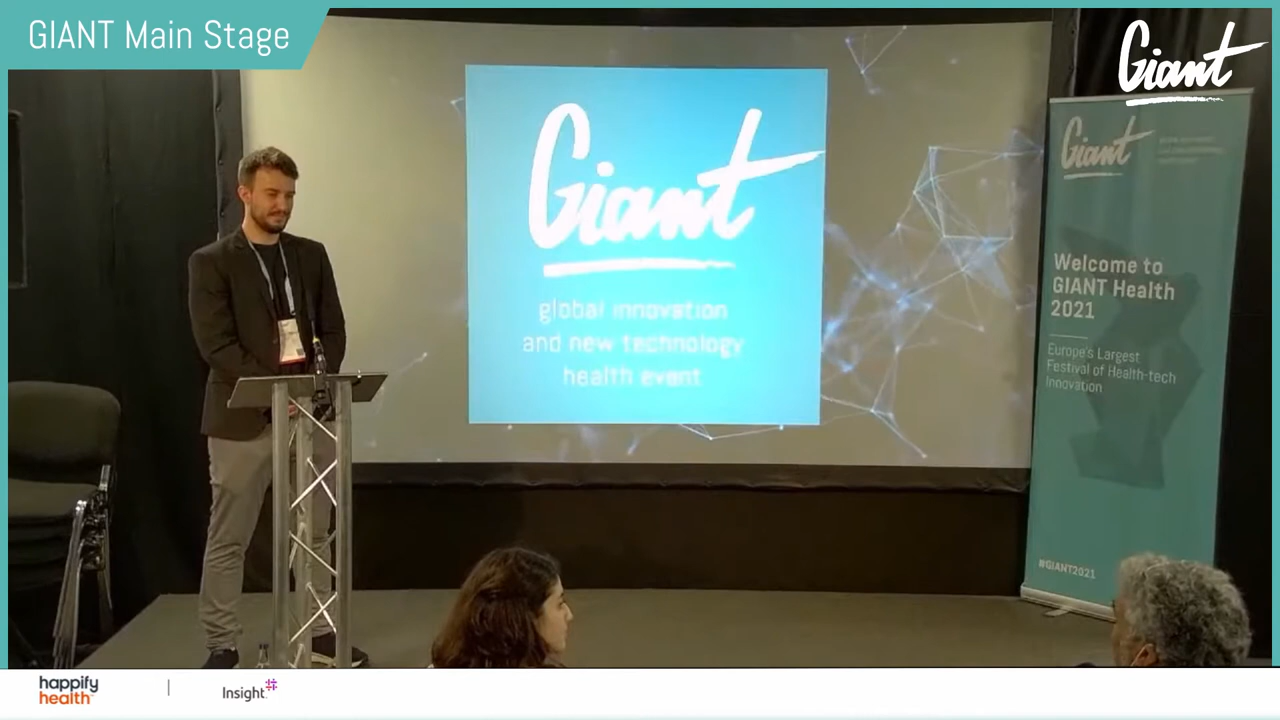 GIANT Main Stage
Giant
Giant
global innovation
and new technology
health event
Giant
Welcome to
GIANT Health
2021
Europe's Largest
Festival of Health-tech
Innovation
#GIANT2021
happify
health
Insight